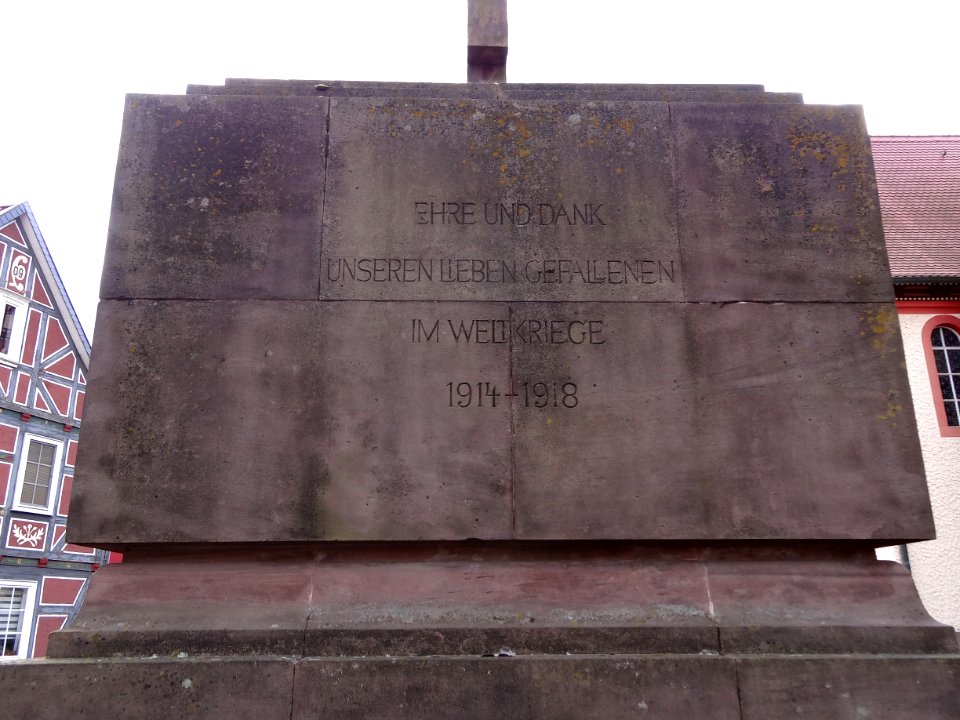 EHRE UND DANK
UNSEREN LIEBEN GEFALLENEN
IM WELTKRIEGE
1914-1918